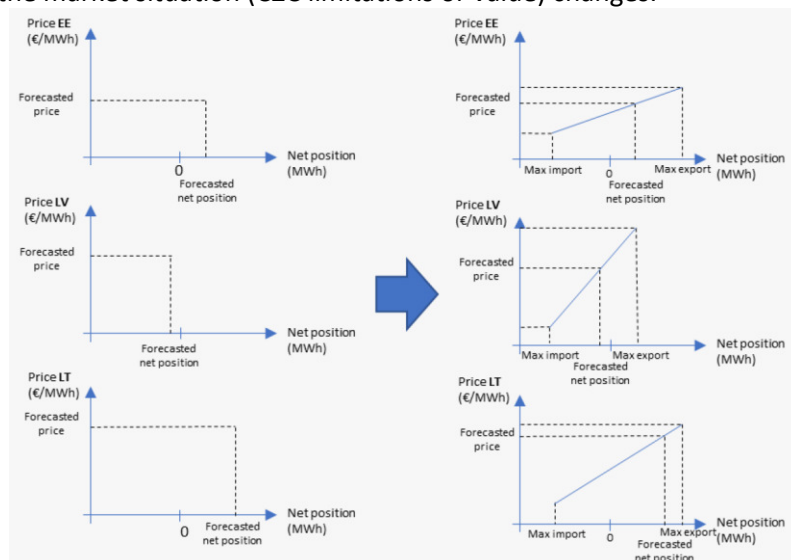 the market situation (CZC limitations or value) changes.
Price EE
(€/MWh)
Forecasted
price
0
Forecasted
net position
Net position
(MWh)
Price EE
(€/MWh)
Forecasted
price
Max import
0
Max export
Forecasted
net position
Net position
(MWh)
Price LV
(€/MWh)
Forecasted
price
Forecasted
net position
Net position
(MWh)
Price LV
(€/MWh)
Forecasted
price
Max import
0
Max export
Forecasted
net position
Net position
(MWh)
Price LT
(€/MWh)
Forecasted
price
0
Forecasted
net position
Net position
(MWh)
Price LT
(€/MWh)
Forecasted
price
Max import
0
Max export
Forecasted
net position
Net position
(MWh)